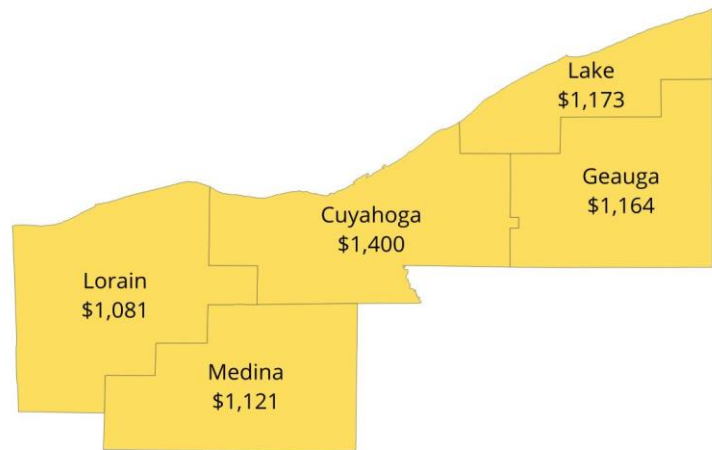 Lake
$1,173
Geauga
$1,164
Cuyahoga
$1,400
Lorain
$1,081
Medina
$1,121